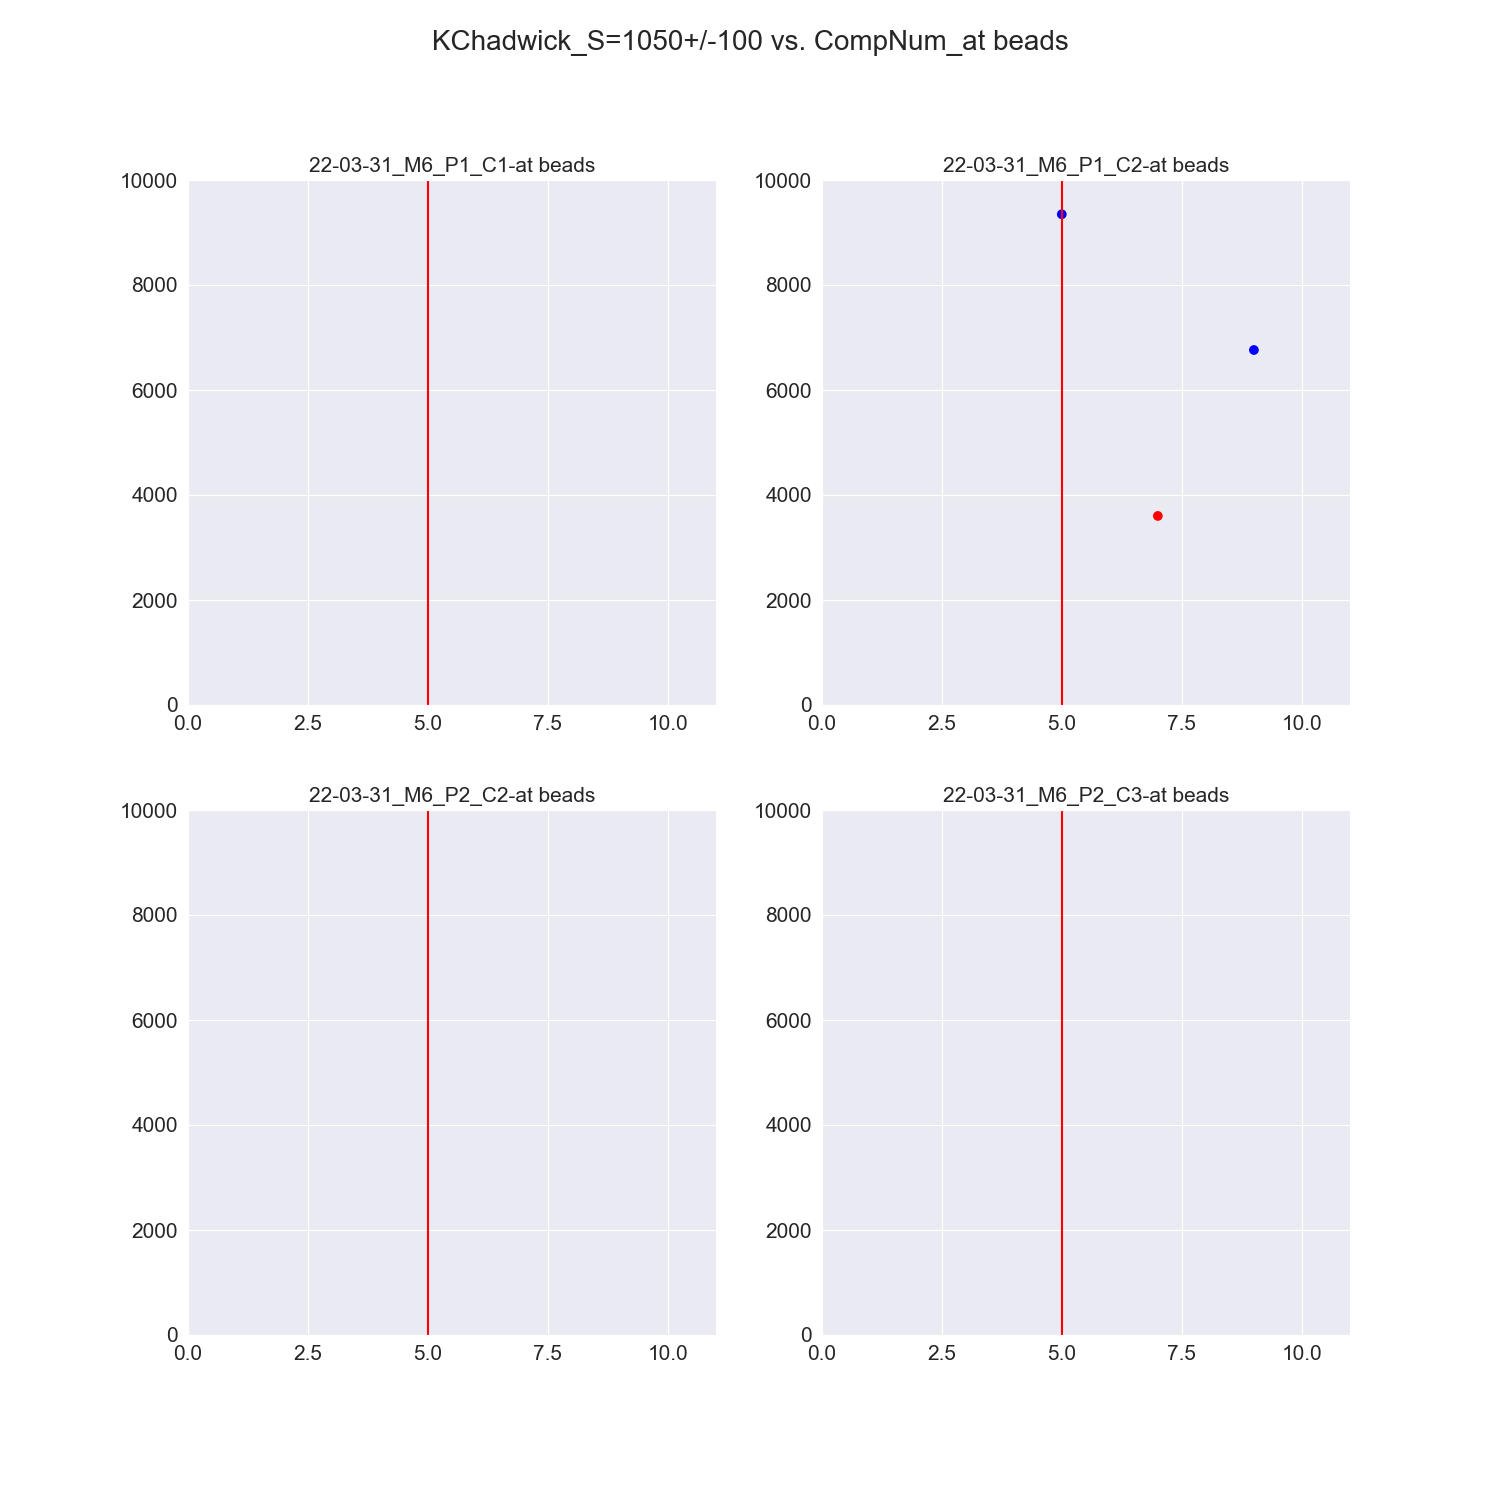 KChadwick_S=1050+/-100 vs. CompNum_at beads
22-03-31_M6_P1_C1-at beads
10000
8000
6000
4000
2000
0
0.0 2.5 5.0 7.5 10.0
22-03-31_M6_P1_C2-at beads
10000
8000
6000
4000
2000
0
0.0 2.5 5.0 7.5 10.0
22-03-31_M6_P2_C2-at beads
10000
8000
6000
4000
2000
0
0.0 2.5 5.0 7.5 10.0
22-03-31_M6_P2_C3-at beads
10000
8000
6000
4000
2000
0
0.0 2.5 5.0 7.5 10.0